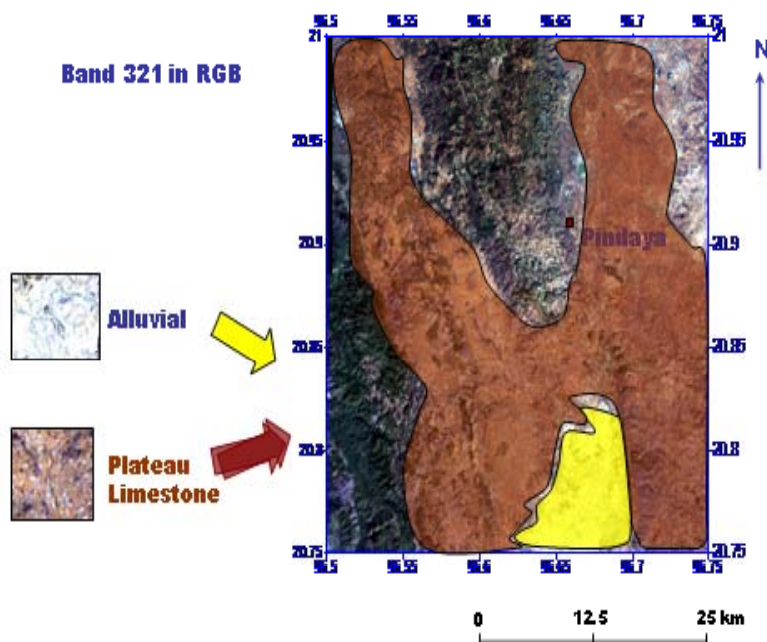 96.5 96.55 96.6 96.65 96.7 96.75
21 21
Band 321 in RGB
N
20.95 20.95
Pindaya
20.9 20.9
Alluvial
20.85 20.85
20.8 20.8
Plateau
Limestone
20.75 20.75
96.5 96.55 96.6 96.65 96.7 96.75
0 12.5 25 km